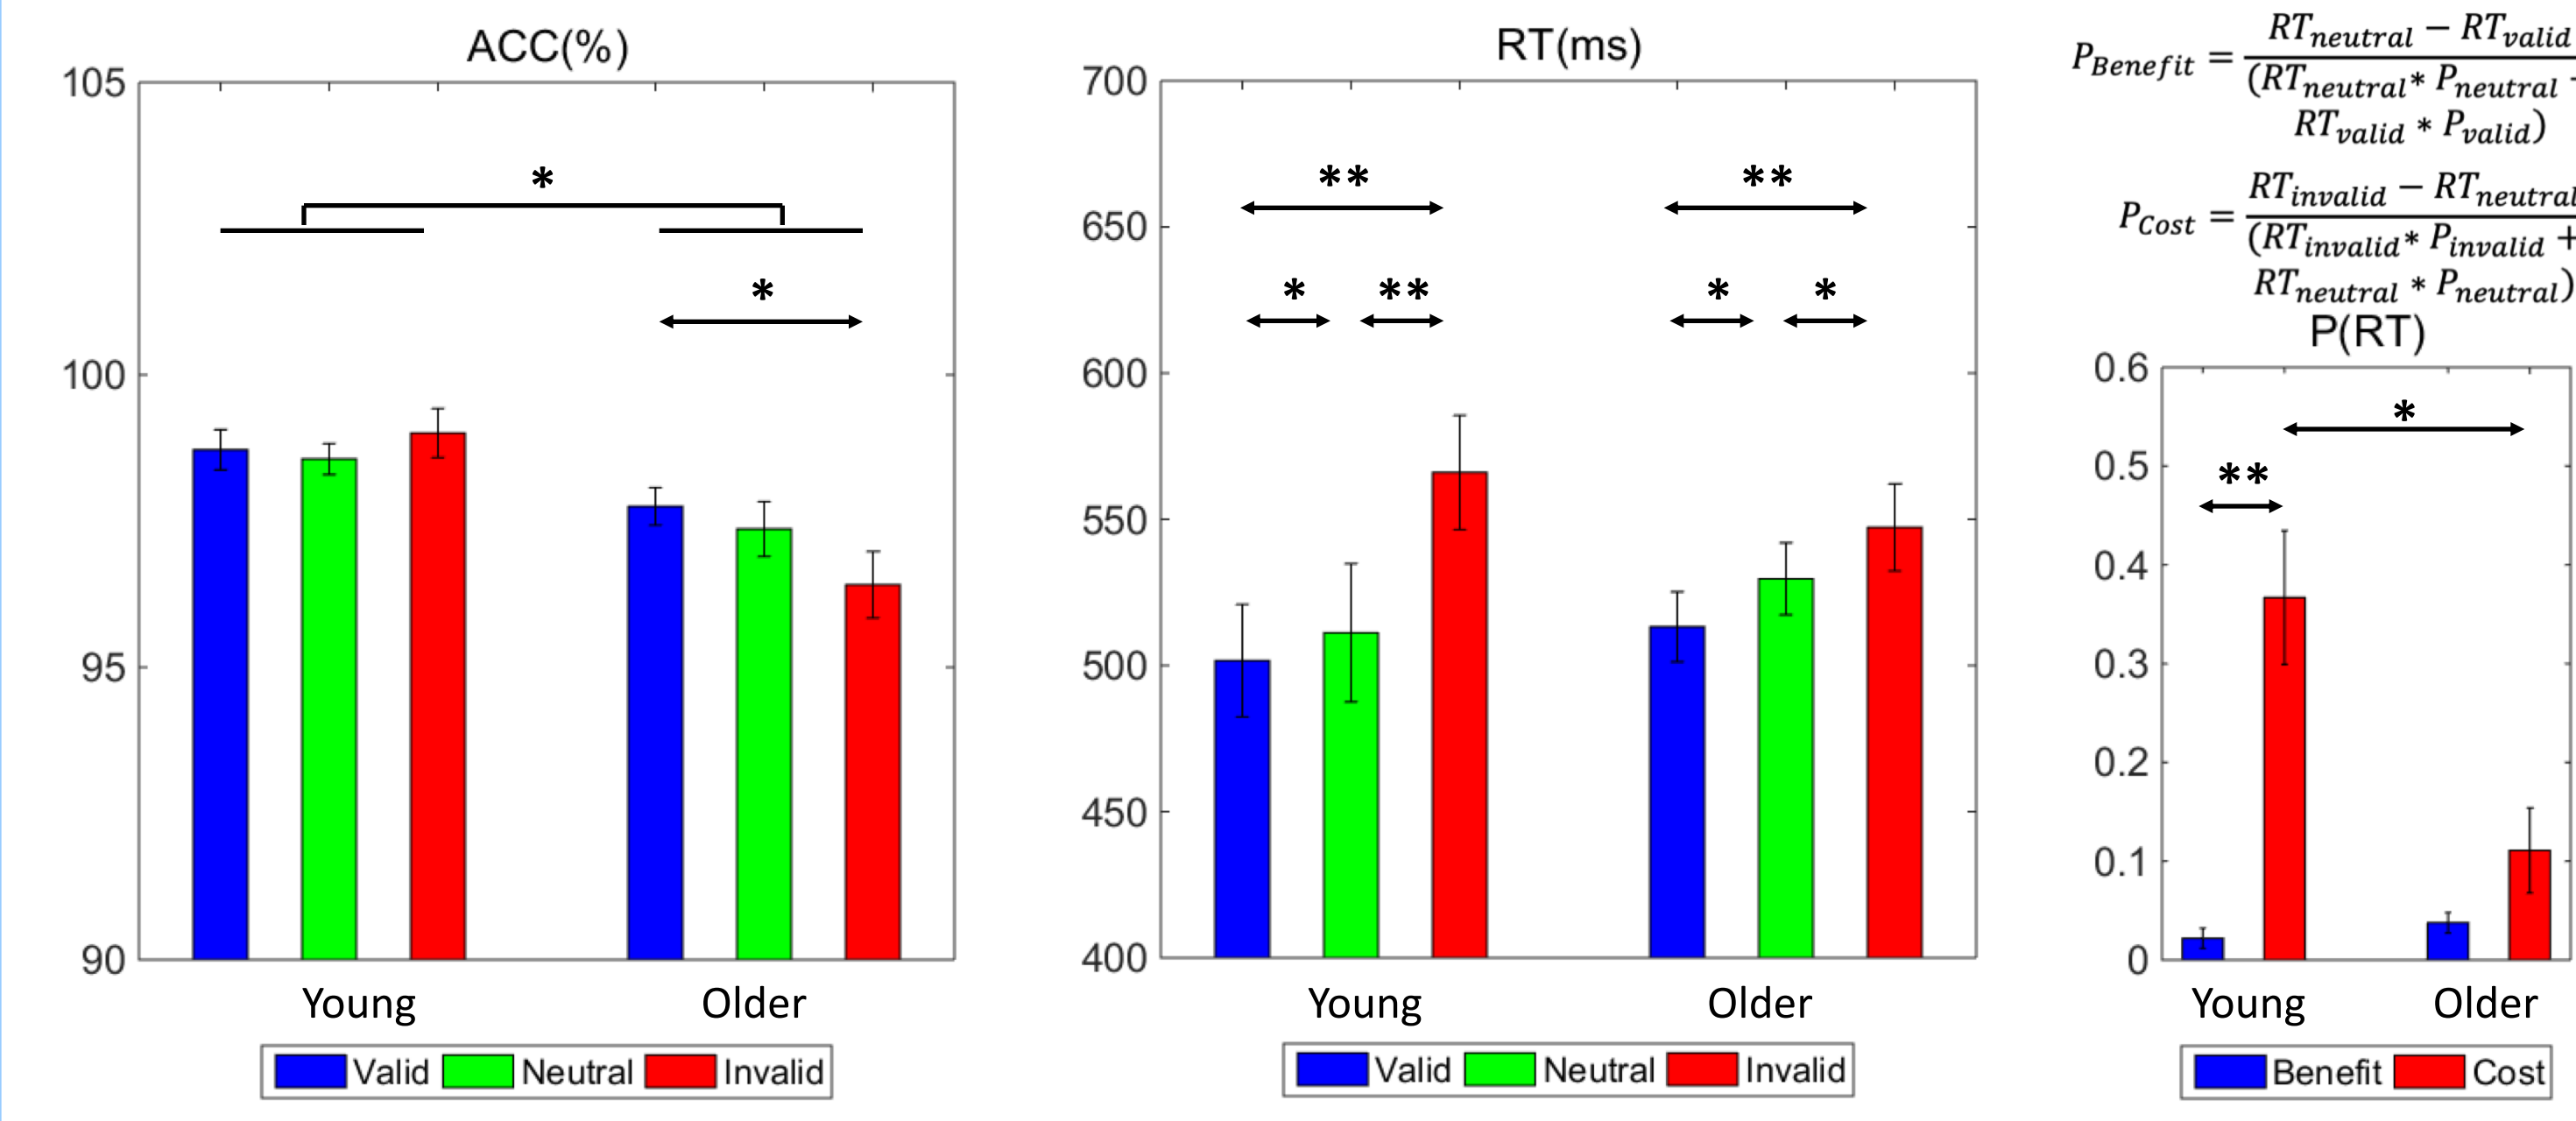 ACC(%)
105
100
95
90
*
*
Young Older
Valid Neutral Invalid
RT(ms)
700
650
600
550
500
450
400
** **
* ** * *
Young Older
Valid Neutral Invalid
P_Benefit = RT_neutral − RT_valid
(RT_neutral* P_neutral
RT_valid * P_valid)
P_Cost = RT_invalid − RT_neutral
(RT_invalid* P_invalid +
RT_neutral * P_neutral)
P(RT)
0.6
0.5
0.4
0.3
0.2
0.1
0
*
**
Young Older
Benefit Cost